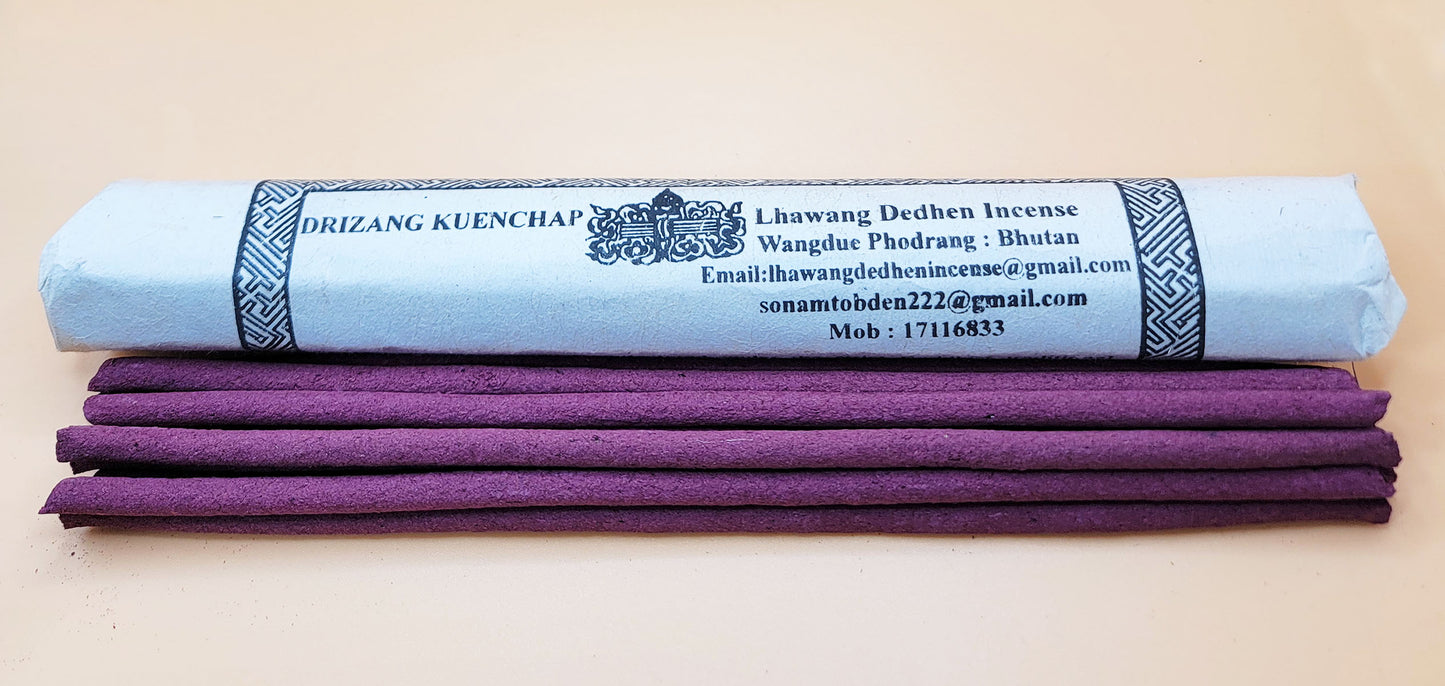 DRIZANG KUENCHAP
Lhawang Dedhen Incense
Wangdue Phodrang : Bhutan
Email:lhawangdedhenincense@gmail.com
sonamtobden222@gmail.com
Mob : 17116833